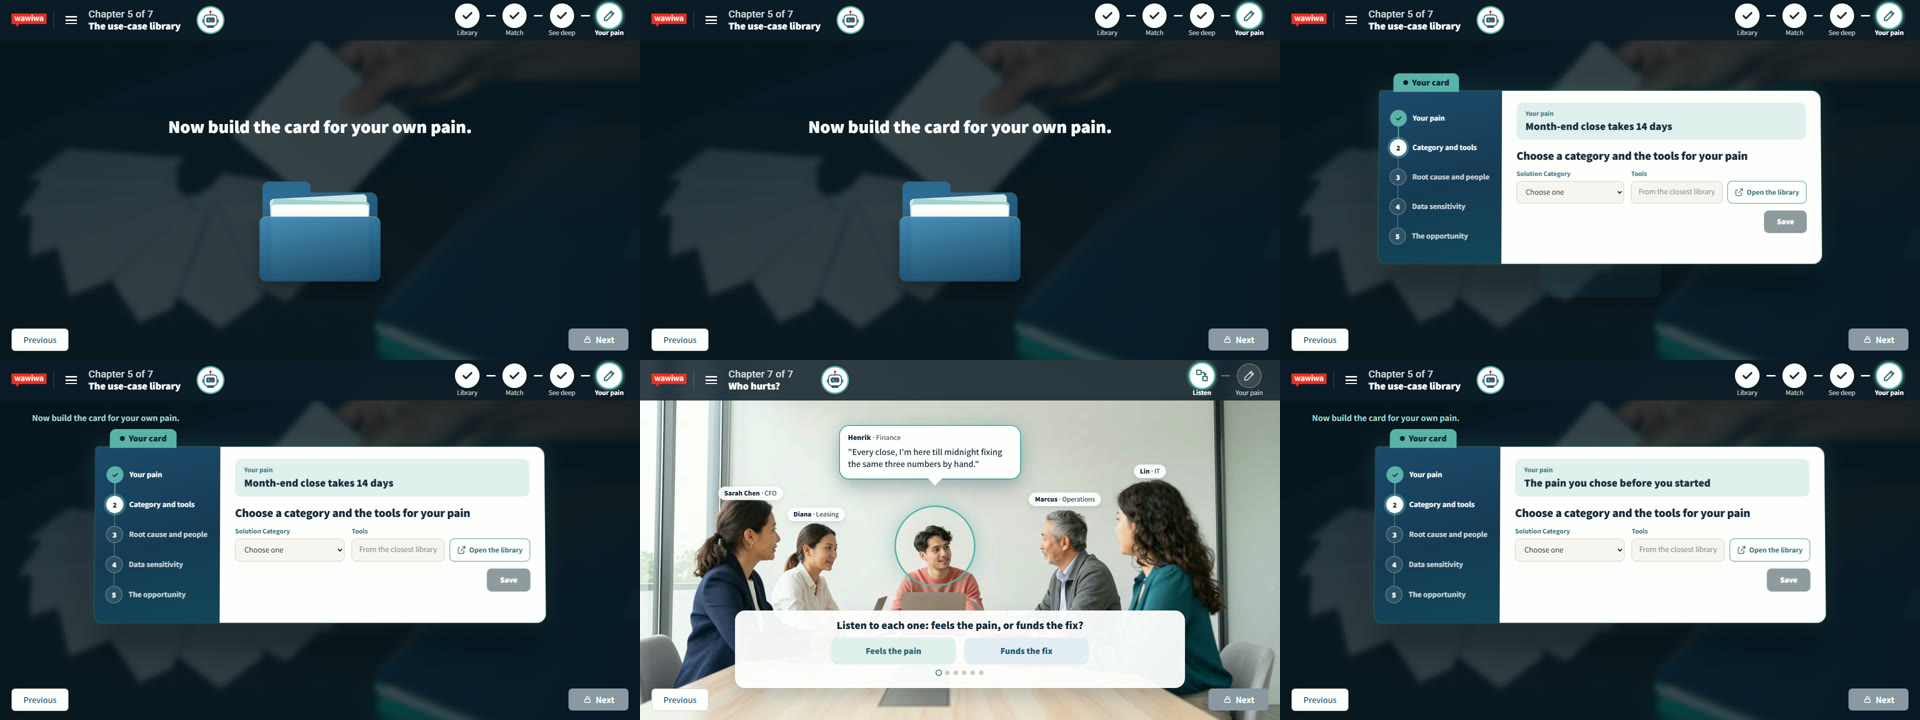 wawiwa
Chapter 5 of 7
The use-case library
Library
Match
See deep
Your pain
Now build the card for your own pain.
Previous
Next
wawiwa
Chapter 5 of 7
The use-case library
Library
Match
See deep
Your pain
Now build the card for your own pain.
Previous
Next
wawiwa
Chapter 5 of 7
The use-case library
Library
Match
See deep
Your pain
Your card
Your pain
2 Category and tools
3 Root cause and people
4 Data sensitivity
5 The opportunity
Your pain
Month-end close takes 14 days
Choose a category and the tools for your pain
Solution Category
Tools
Choose one
From the closest library
Open the library
Save
Previous
Next
wawiwa
Chapter 5 of 7
The use-case library
Library
Match
See deep
Your pain
Now build the card for your own pain.
Your card
Your pain
2 Category and tools
3 Root cause and people
4 Data sensitivity
5 The opportunity
Your pain
Month-end close takes 14 days
Choose a category and the tools for your pain
Solution Category
Tools
Choose one
From the closest library
Open the library
Save
Previous
Next
wawiwa
Chapter 7 of 7
Who hurts?
Listen
Your pain
Henrik · Finance
"Every close, I'm here till midnight fixing
the same three numbers by hand."
Sarah Chen · CFO
Diana · Leasing
Marcus · Operations
Lin · IT
Listen to each one: feels the pain, or funds the fix?
Feels the pain
Funds the fix
Previous
Next
wawiwa
Chapter 5 of 7
The use-case library
Library
Match
See deep
Your pain
Now build the card for your own pain.
Your card
Your pain
2 Category and tools
3 Root cause and people
4 Data sensitivity
5 The opportunity
Your pain
The pain you chose before you started
Choose a category and the tools for your pain
Solution Category
Tools
Choose one
From the closest library
Open the library
Save
Previous
Next